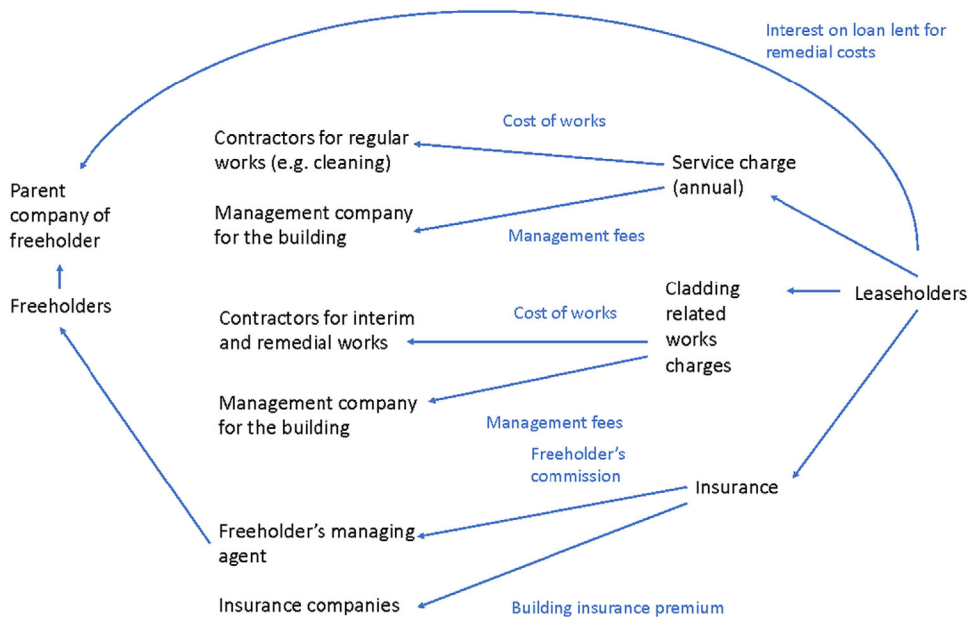 Interest on loan lent for
remedial costs
Cost of works
Contractors for regular
works (e.g. cleaning)
Service charge
(annual)
Parent
company of
freeholder
Management company
for the building
Management fees
Freeholders
Leaseholders
Cladding
related
works
charges
Cost of works
Contractors for interim
and remedial works
Management company
for the building
Management fees
Freeholder's
commission
Insurance
Freeholder's managing
agent
Insurance companies
Building insurance premium